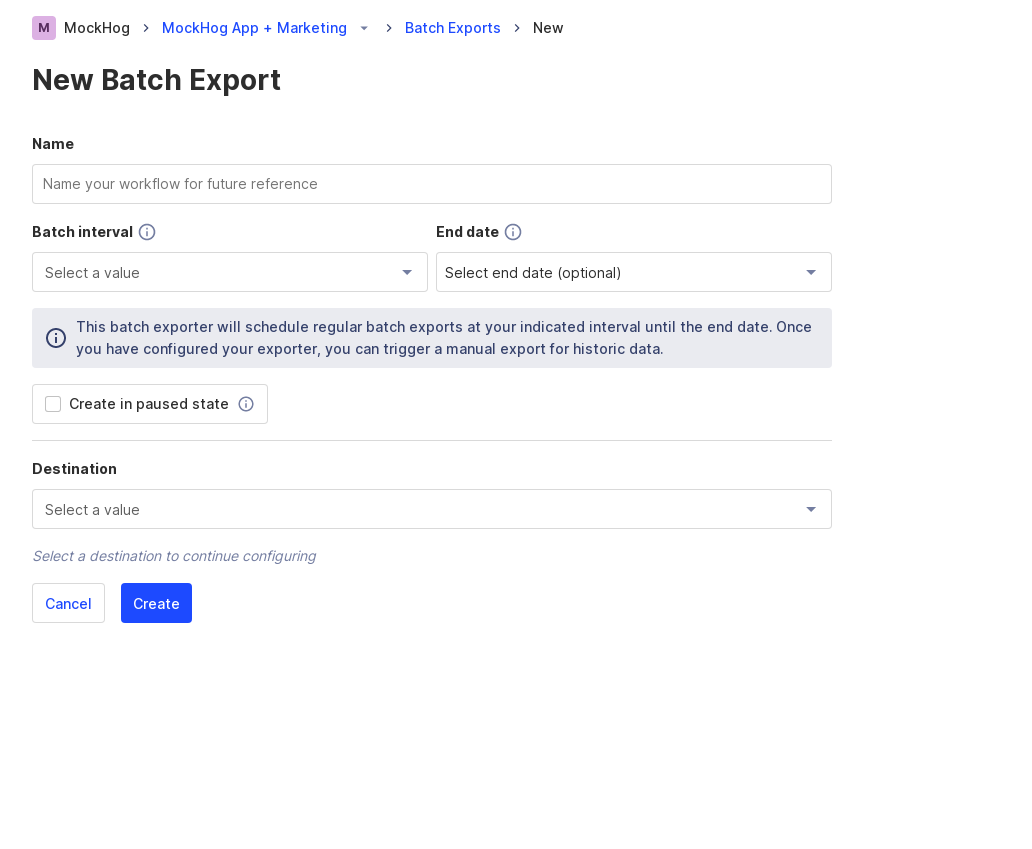 M MockHog MockHog App + Marketing Batch Exports New
New Batch Export
Name
Name your workflow for future reference
Batch interval End date
Select a value Select end date (optional)
This batch exporter will schedule regular batch exports at your indicated interval until the end date. Once
you have configured your exporter, you can trigger a manual export for historic data.
Create in paused state
Destination
Select a value
Select a destination to continue configuring
Cancel Create